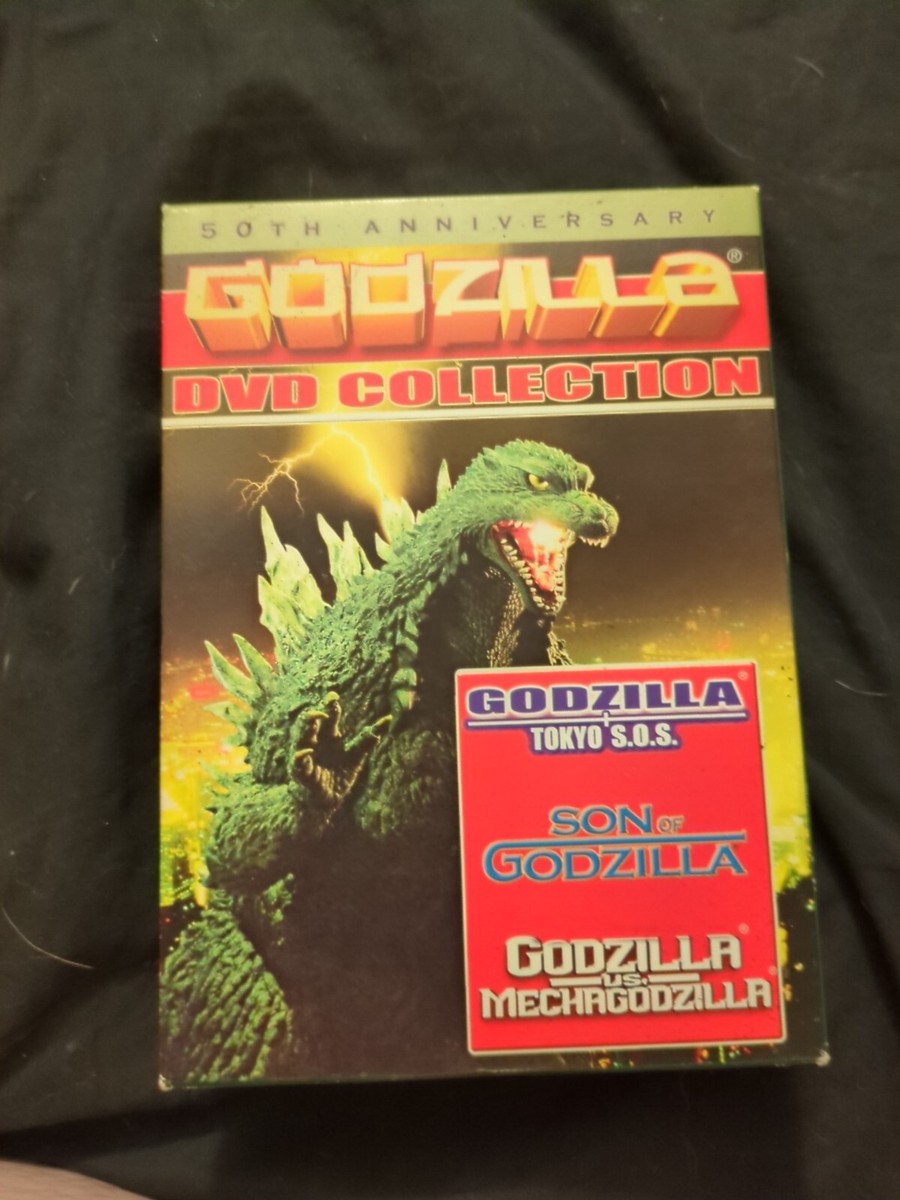 50TH ANNIVERSARY
GODZILLA®
DVD COLLECTION
GODZILLA®
TOKYO S.O.S.
SON OF
GODZILLA®
GODZILLA®
VS.
MECHAGODZILLA®